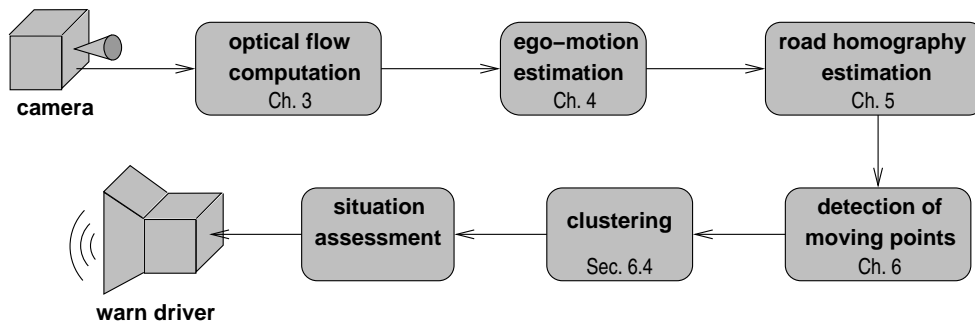 optical flow
computation
Ch. 3
ego−motion
estimation
Ch. 4
road homography
estimation
Ch. 5
camera
situation
assessment
clustering
Sec. 6.4
detection of
moving points
Ch. 6
warn driver